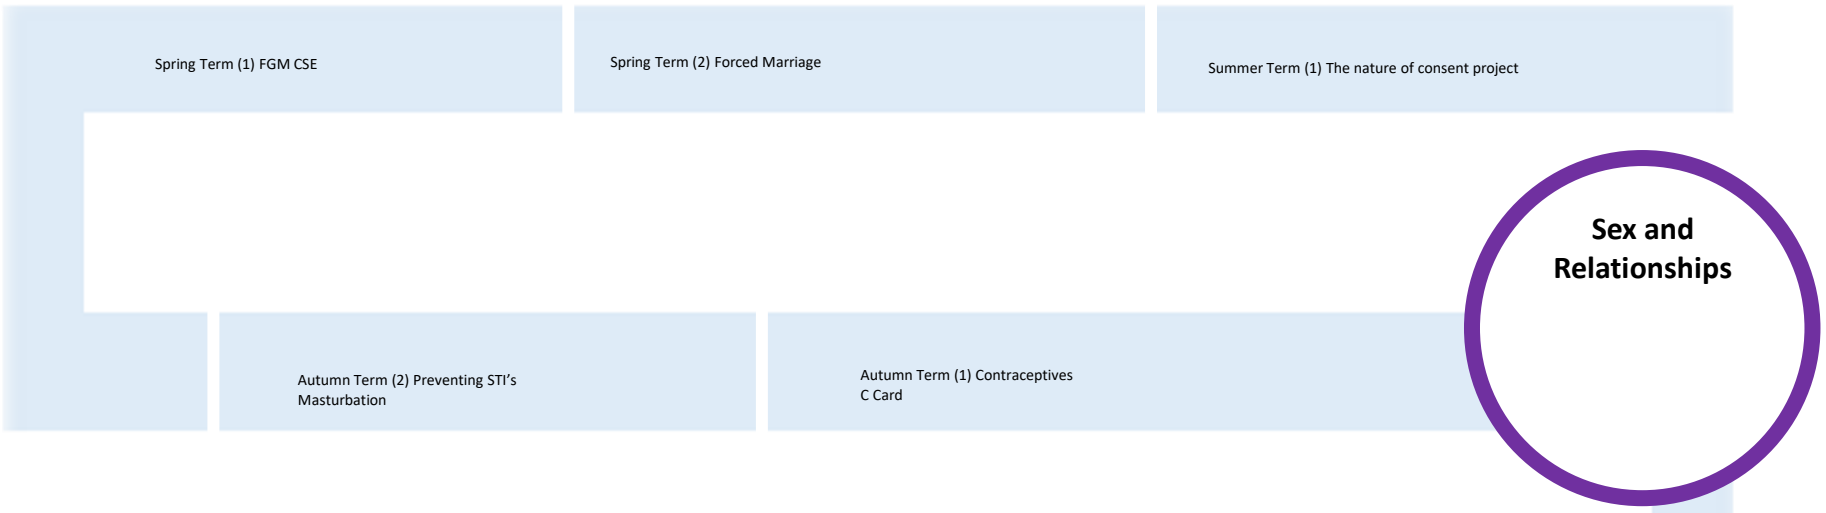 Spring Term (1) FGM CSE
Spring Term (2) Forced Marriage
Summer Term (1) The nature of consent project
Sex and
Relationships
Autumn Term (2) Preventing STI’s
Masturbation
Autumn Term (1) Contraceptives
C Card